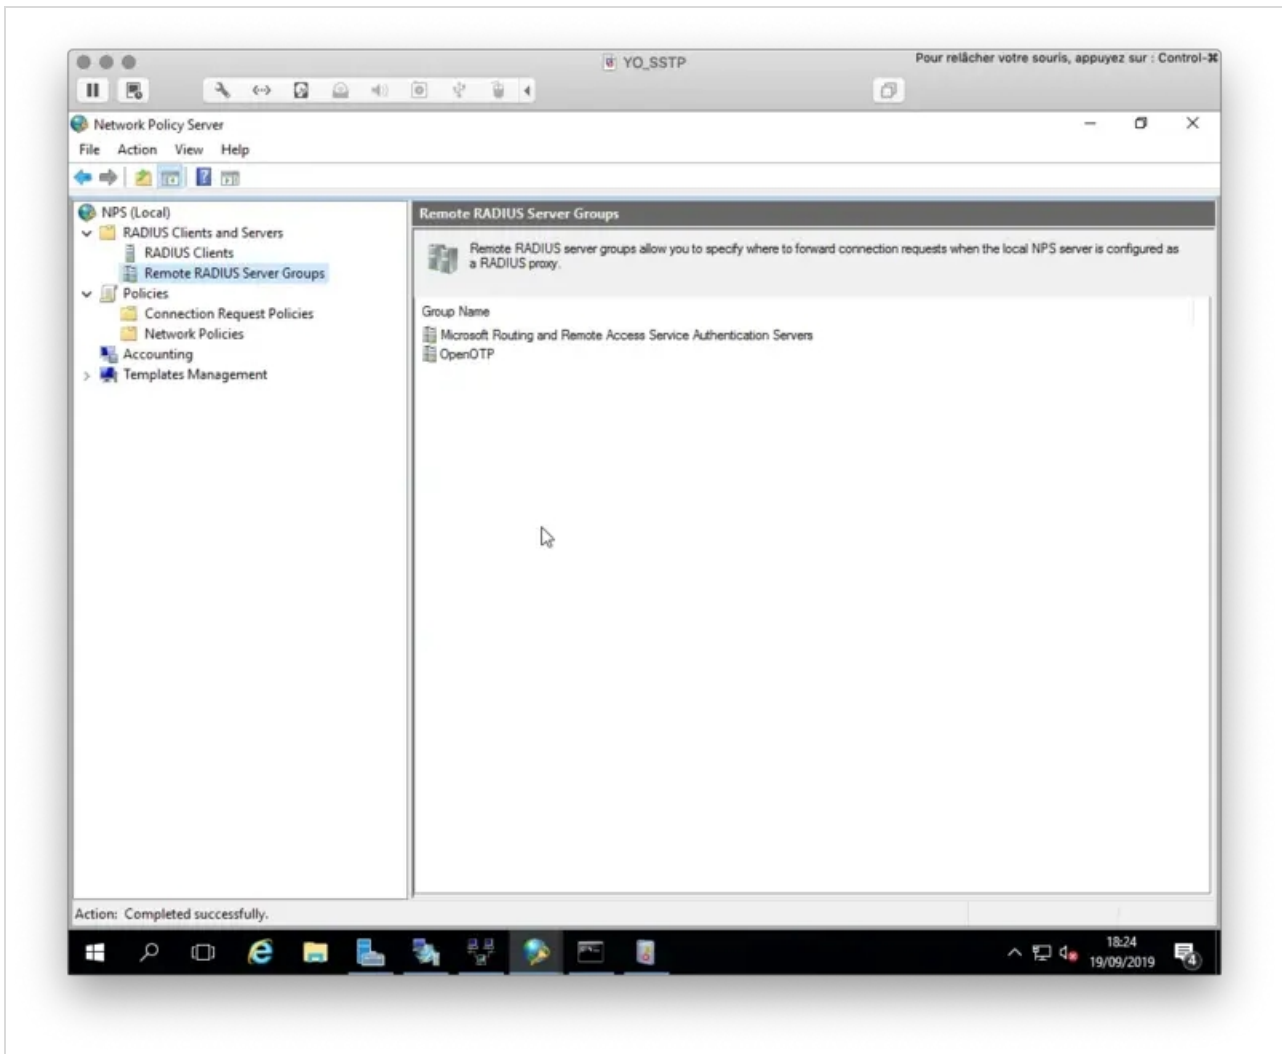 YO_SSTP
Pour relâcher votre souris, appuyez sur : Control-⌘
Network Policy Server
File Action View Help
NPS (Local)
RADIUS Clients and Servers
RADIUS Clients
Remote RADIUS Server Groups
Policies
Connection Request Policies
Network Policies
Accounting
Templates Management
Remote RADIUS Server Groups
Remote RADIUS server groups allow you to specify where to forward connection requests when the local NPS server is configured as
a RADIUS proxy.
Group Name
Microsoft Routing and Remote Access Service Authentication Servers
OpenOTP
Action: Completed successfully.
18:24
19/09/2019
4